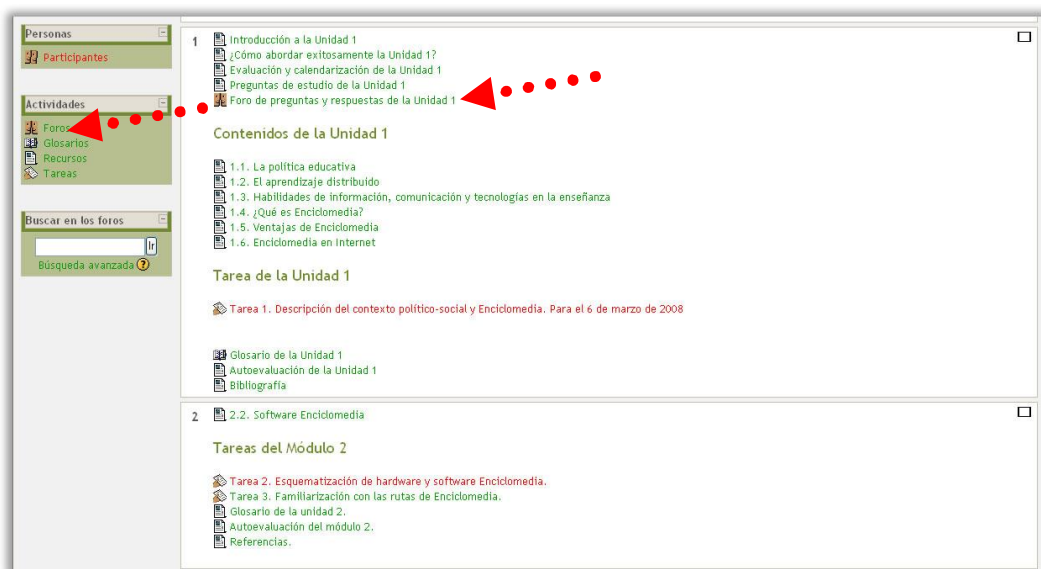 Personas
Participantes
Actividades
Foros
Glosarios
Recursos
Tareas
Buscar en los foros
Ir
Búsqueda avanzada ?
1 Introducción a la Unidad 1
¿Cómo abordar exitosamente la Unidad 1?
Evaluación y calendarización de la Unidad 1
Preguntas de estudio de la Unidad 1
Foro de preguntas y respuestas de la Unidad 1
Contenidos de la Unidad 1
1.1. La política educativa
1.2. El aprendizaje distribuido
1.3. Habilidades de información, comunicación y tecnologías en la enseñanza
1.4. ¿Qué es Enciclomedia?
1.5. Ventajas de Enciclomedia
1.6. Enciclomedia en Internet
Tarea de la Unidad 1
Tarea 1. Descripción del contexto político-social y Enciclomedia. Para el 6 de marzo de 2008
Glosario de la Unidad 1
Autoevaluación de la Unidad 1
Bibliografía
2 2.2. Software Enciclomedia
Tareas del Módulo 2
Tarea 2. Esquematización de hardware y software Enciclomedia.
Tarea 3. Familiarización con las rutas de Enciclomedia.
Glosario de la unidad 2.
Autoevaluación del módulo 2.
Referencias.